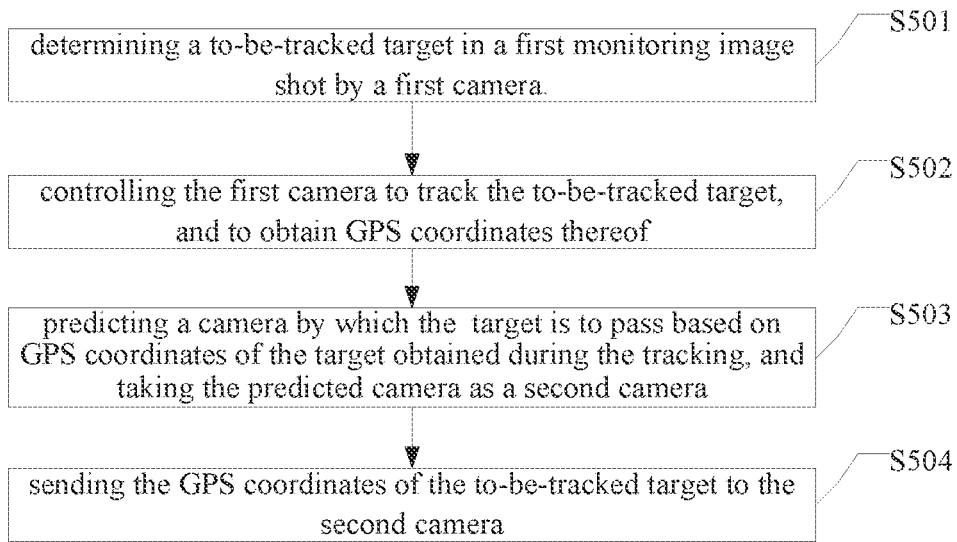 S501
determining a to-be-tracked target in a first monitoring image
shot by a first camera.
S502
controlling the first camera to track the to-be-tracked target,
and to obtain GPS coordinates thereof
S503
predicting a camera by which the target is to pass based on
GPS coordinates of the target obtained during the tracking, and
taking the predicted camera as a second camera
S504
sending the GPS coordinates of the to-be-tracked target to the
second camera